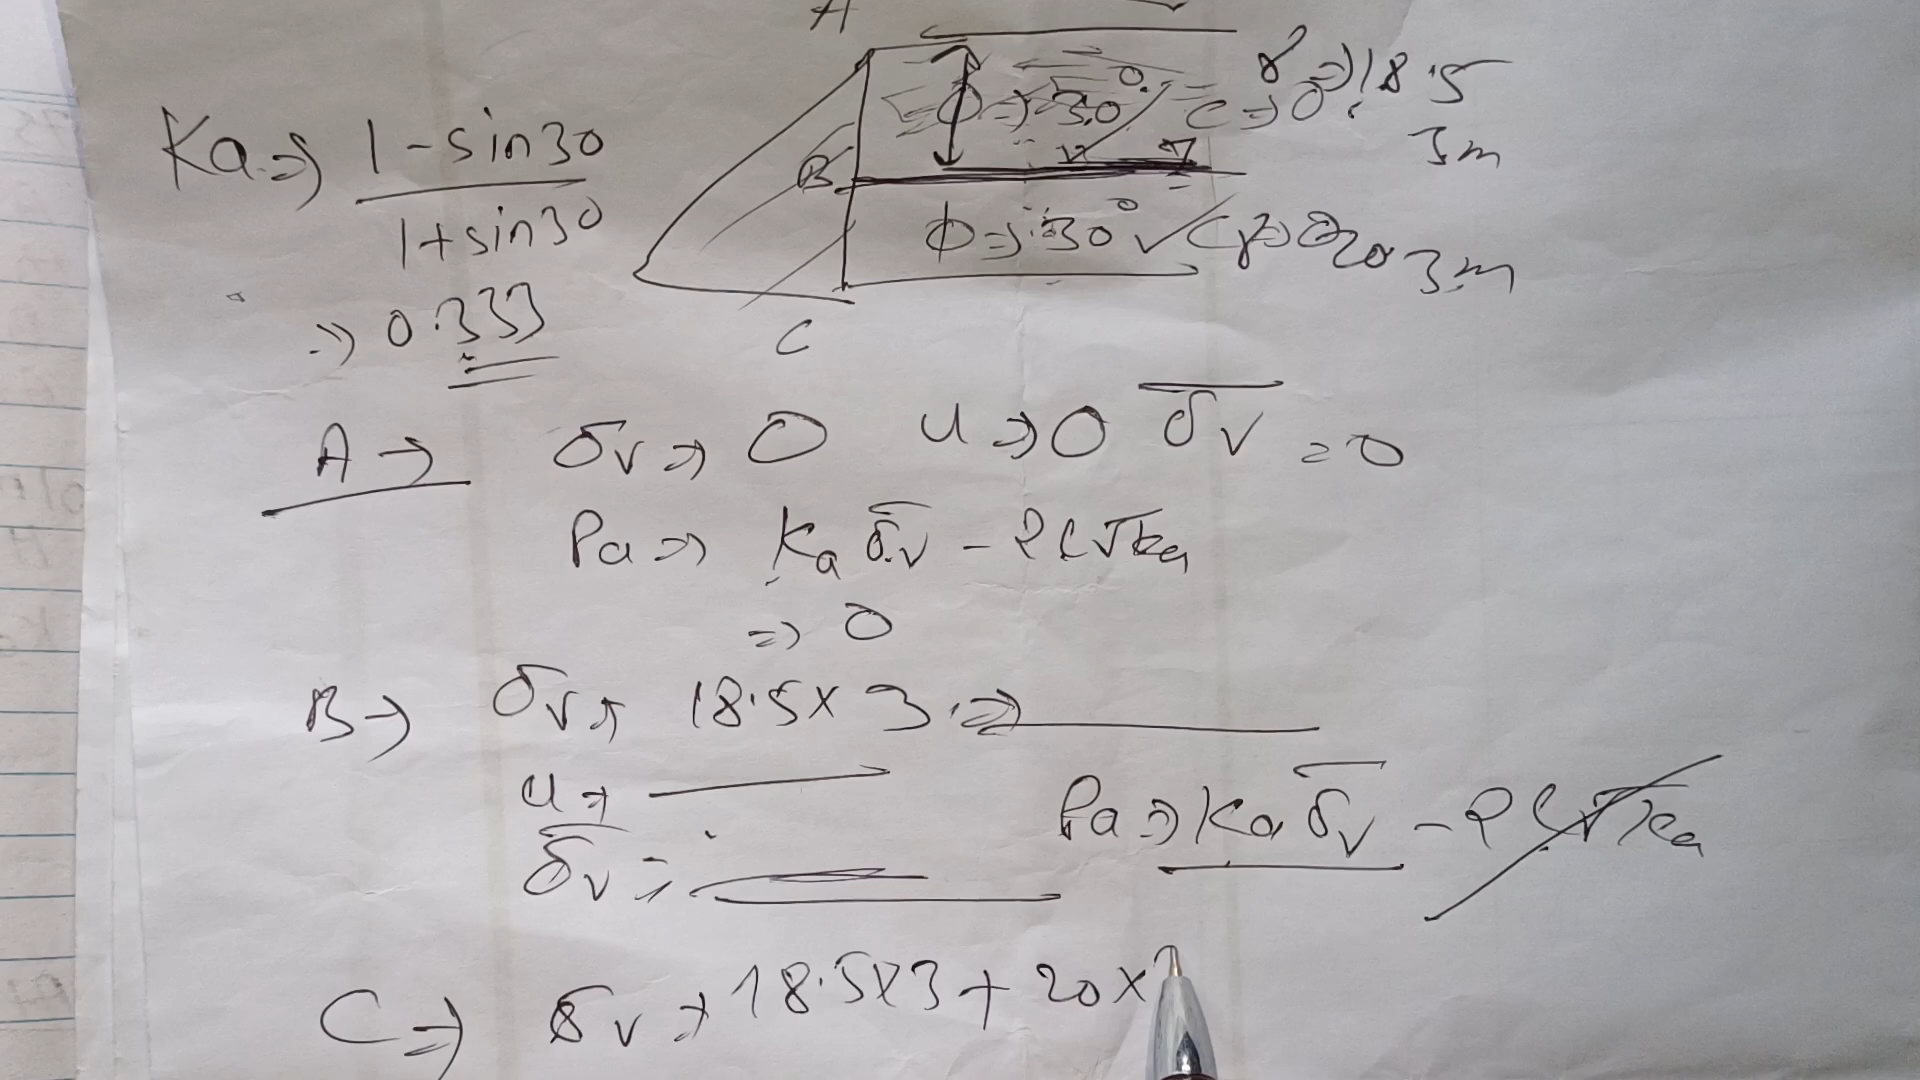 A
γ ⇒ 18.5
φ ⇒ 30° C ⇒ 0
3m
Ka ⇒ 1 - sin30
1 + sin30
⇒ 0.333
B
φ ⇒ 30°
20 3m
C
A → σv ⇒ 0 u ⇒ 0 σ̅v = 0
Pa ⇒ Ka σ̅v - 2C√Ka
⇒ 0
B → σv → 18.5 × 3 ⇒
u →
σ̅v ⇒
Pa ⇒ Ka σ̅v - 2C√Ka
C ⇒ σv → 18.5 × 3 + 20 ×